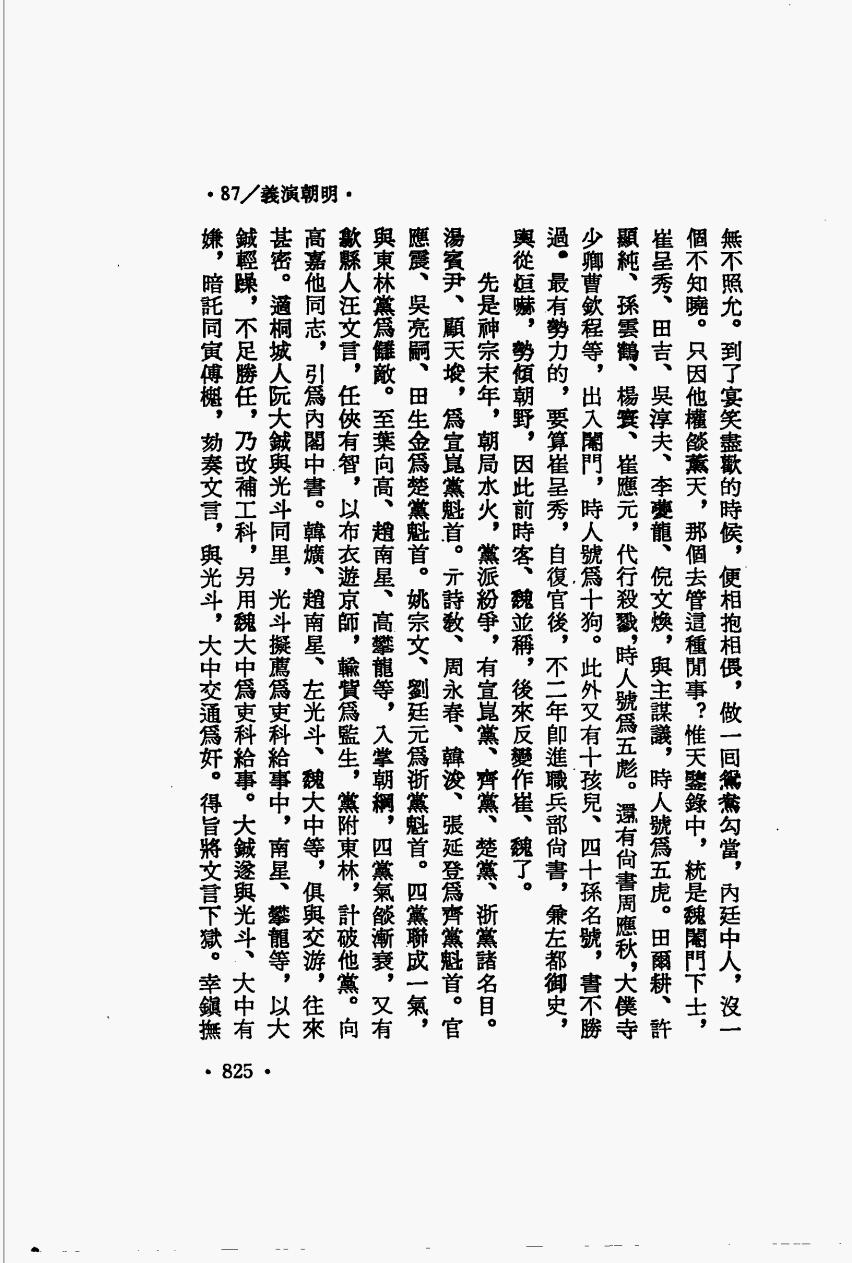 •87/義演朝明•
無不照允。到了宴笑盡歡的時候，便相抱相偎，做一回鴛鴦勾當，內廷中人，沒一
個不知曉。只因他權燄薰天，那個去管這種閒事？惟天鑒錄中，統是魏閹門下士，
崔呈秀、田吉、吳淳夫、李夔龍、倪文煥，與主謀議，時人號爲五虎。田爾耕、許
顯純、孫雲鶴、楊寰、崔應元，代行殺戮，時人號爲五彪。還有尙書周應秋，大僕寺
少卿曹欽程等，出入閹門，時人號爲十狗。此外又有十孩兒、四十孫名號，書不勝
過。最有勢力的，要算崔呈秀，自復官後，不二年卽進職兵部尙書，兼左都御史，
輿從烜嚇，勢傾朝野，因此前時客、魏並稱，後來反變作崔、魏了。
先是神宗末年，朝局水火，黨派紛爭，有宣崑黨、齊黨、楚黨、浙黨諸名目。
湯賓尹、顧天埈，爲宣崑黨魁首。亓詩教、周永春、韓浚、張延登爲齊黨魁首。官
應震、吳亮嗣、田生金爲楚黨魁首。姚宗文、劉廷元爲浙黨魁首。四黨聯成一氣，
與東林黨爲讎敵。至葉向高、趙南星、高攀龍等，入掌朝綱，四黨氣燄漸衰，又有
歙縣人汪文言，任俠有智，以布衣遊京師，輸貲爲監生，黨附東林，計破他黨。向
高嘉他同志，引爲內閣中書。韓爌、趙南星、左光斗、魏大中等，俱與交游，往來
甚密。適桐城人阮大鋮與光斗同里，光斗擬薦爲吏科給事中，南星、攀龍等，以大
鋮輕躁，不足勝任，乃改補工科，另用魏大中爲吏科給事。大鋮遂與光斗、大中有
嫌，暗託同寅傅櫆，劾奏文言，與光斗，大中交通爲奸。得旨將文言下獄。幸鎮撫
•825•